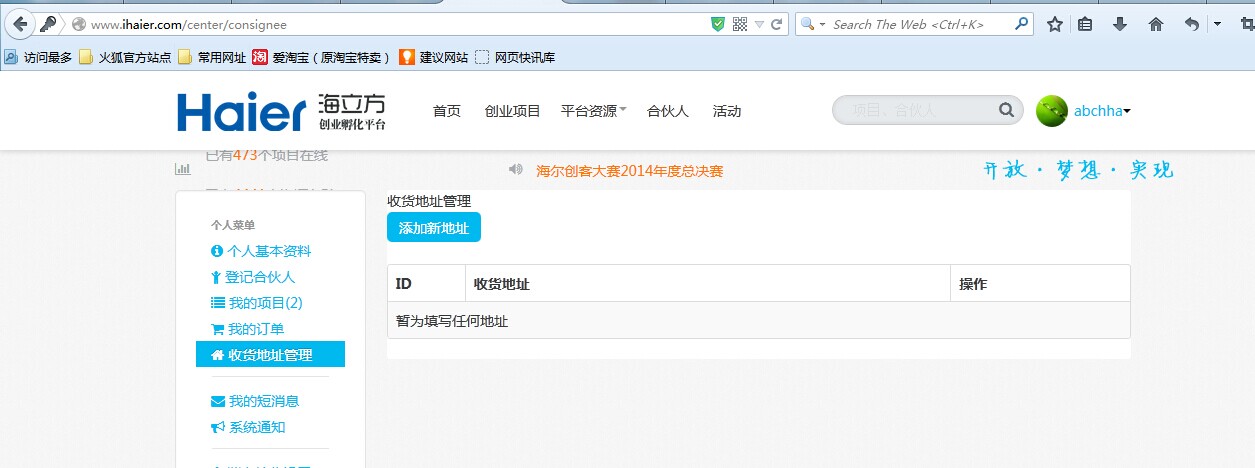 www.ihaier.com/center/consignee
Search The Web <Ctrl+K>
访问最多 火狐官方站点 常用网址 爱淘宝（原淘宝特卖） 建议网站 网页快讯库
Haier 海立方
创业孵化平台
首页 创业项目 平台资源 合伙人 活动
项目、合伙人
abchha
已有473个项目在线
海尔创客大赛2014年度总决赛
开放·梦想·实现
个人菜单
个人基本资料
登记合伙人
我的项目(2)
我的订单
收货地址管理
我的短消息
系统通知
收货地址管理
添加新地址
ID 收货地址 操作
暂为填写任何地址